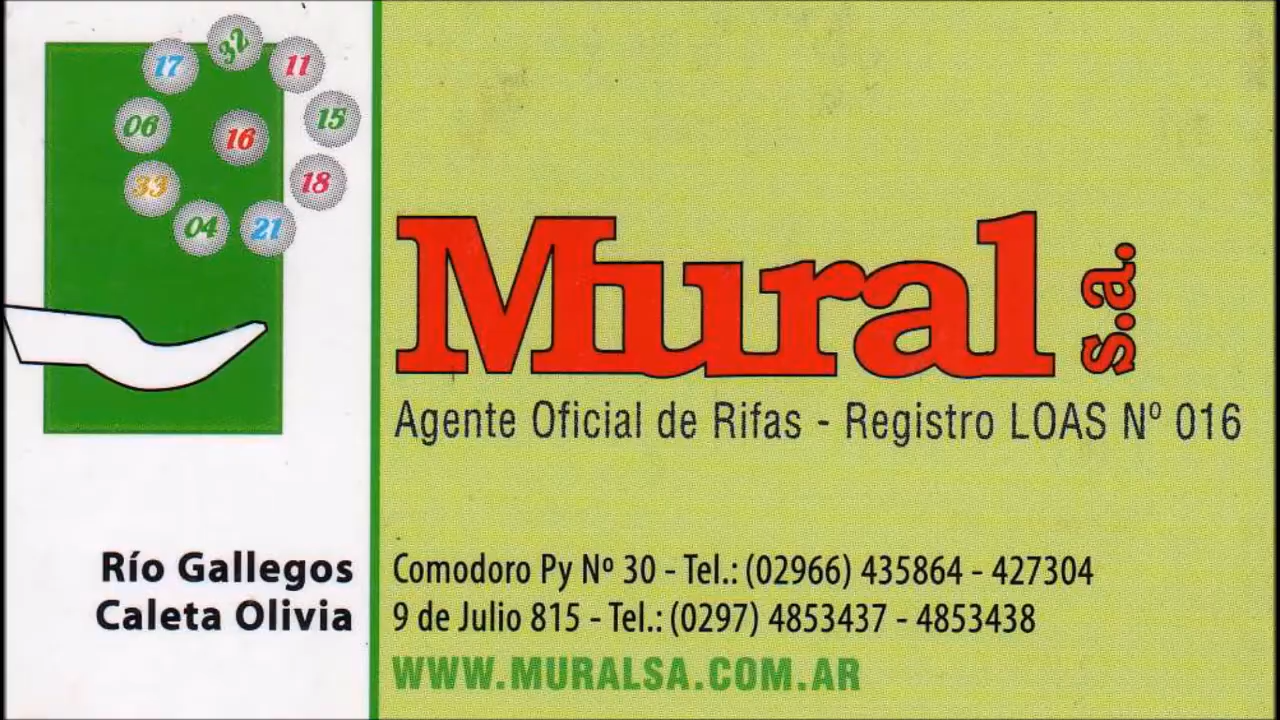 32
17
11
06
16
15
33
18
04
21
Mural s.a.
Agente Oficial de Rifas - Registro LOAS Nº 016
Río Gallegos Comodoro Py Nº 30 - Tel.: (02966) 435864 - 427304
Caleta Olivia 9 de Julio 815 - Tel.: (0297) 4853437 - 4853438
WWW.MURALSA.COM.AR